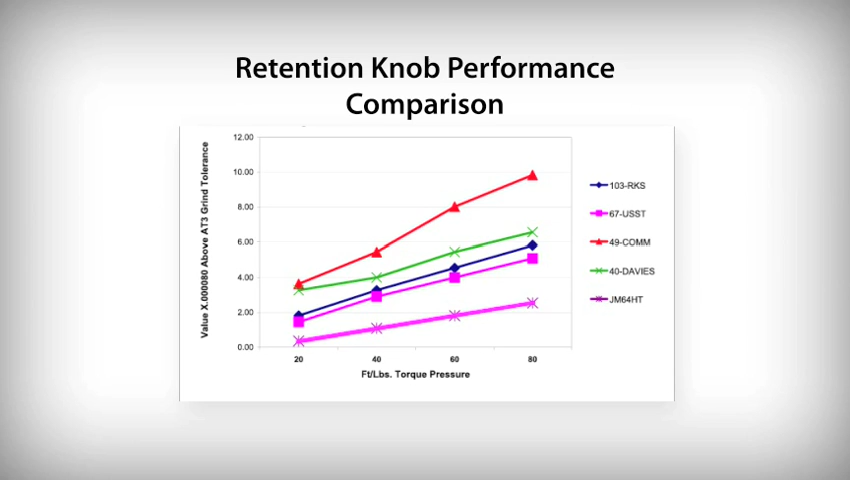 Retention Knob Performance
Comparison
Value X.000080 Above AT3 Grind Tolerance
12.00
10.00
8.00
6.00
4.00
2.00
0.00
20 40 60 80
Ft/Lbs. Torque Pressure
103-RKS
67-USST
49-COMM
40-DAVIES
JM64HT